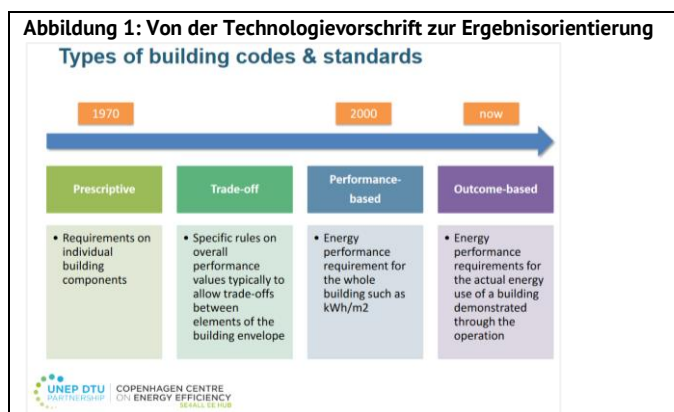 Abbildung 1: Von der Technologievorschrift zur Ergebnisorientierung
Types of building codes & standards
1970
2000
now
Prescriptive
Trade-off
Performance-
based
Outcome-based
• Requirements on
individual
building
components
• Specific rules on
overall
performance
values typically to
allow trade-offs
between
elements of the
building envelope
• Energy
performance
requirement for
the whole
building such as
kWh/m2
• Energy
performance
requirements for
the actual energy
use of a building
demonstrated
through the
operation
UNEP DTU
PARTNERSHIP
COPENHAGEN CENTRE
ON ENERGY EFFICIENCY
SE4ALL EE HUB